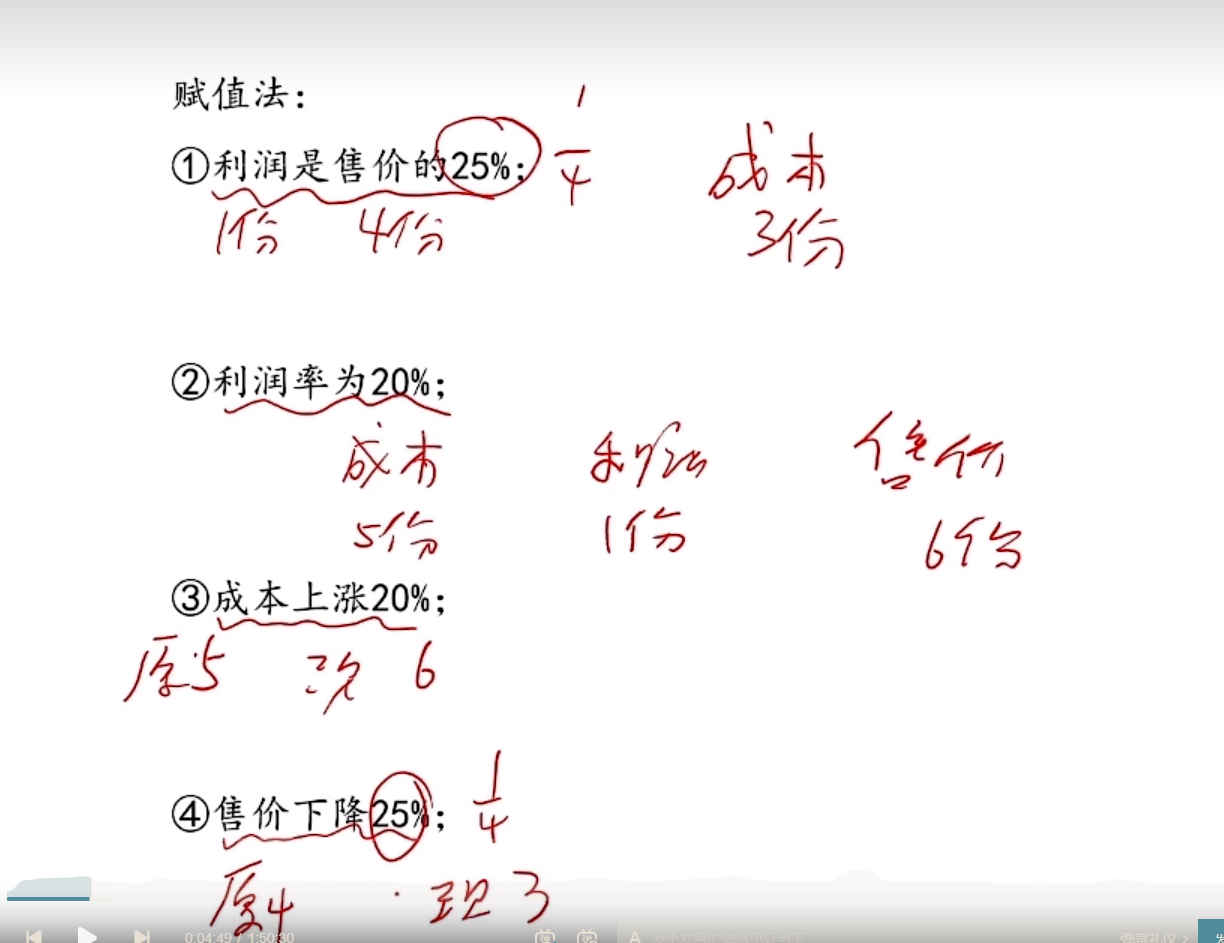 赋值法：
①利润是售价的25%； 1/4 成本
1份 4份 3份
②利润率为20%；
成本 利润 售价
5份 1份 6份
③成本上涨20%；
原5 现 6
④售价下降25%； 1/4
原4 现3
0:04:49 / 1:50:30